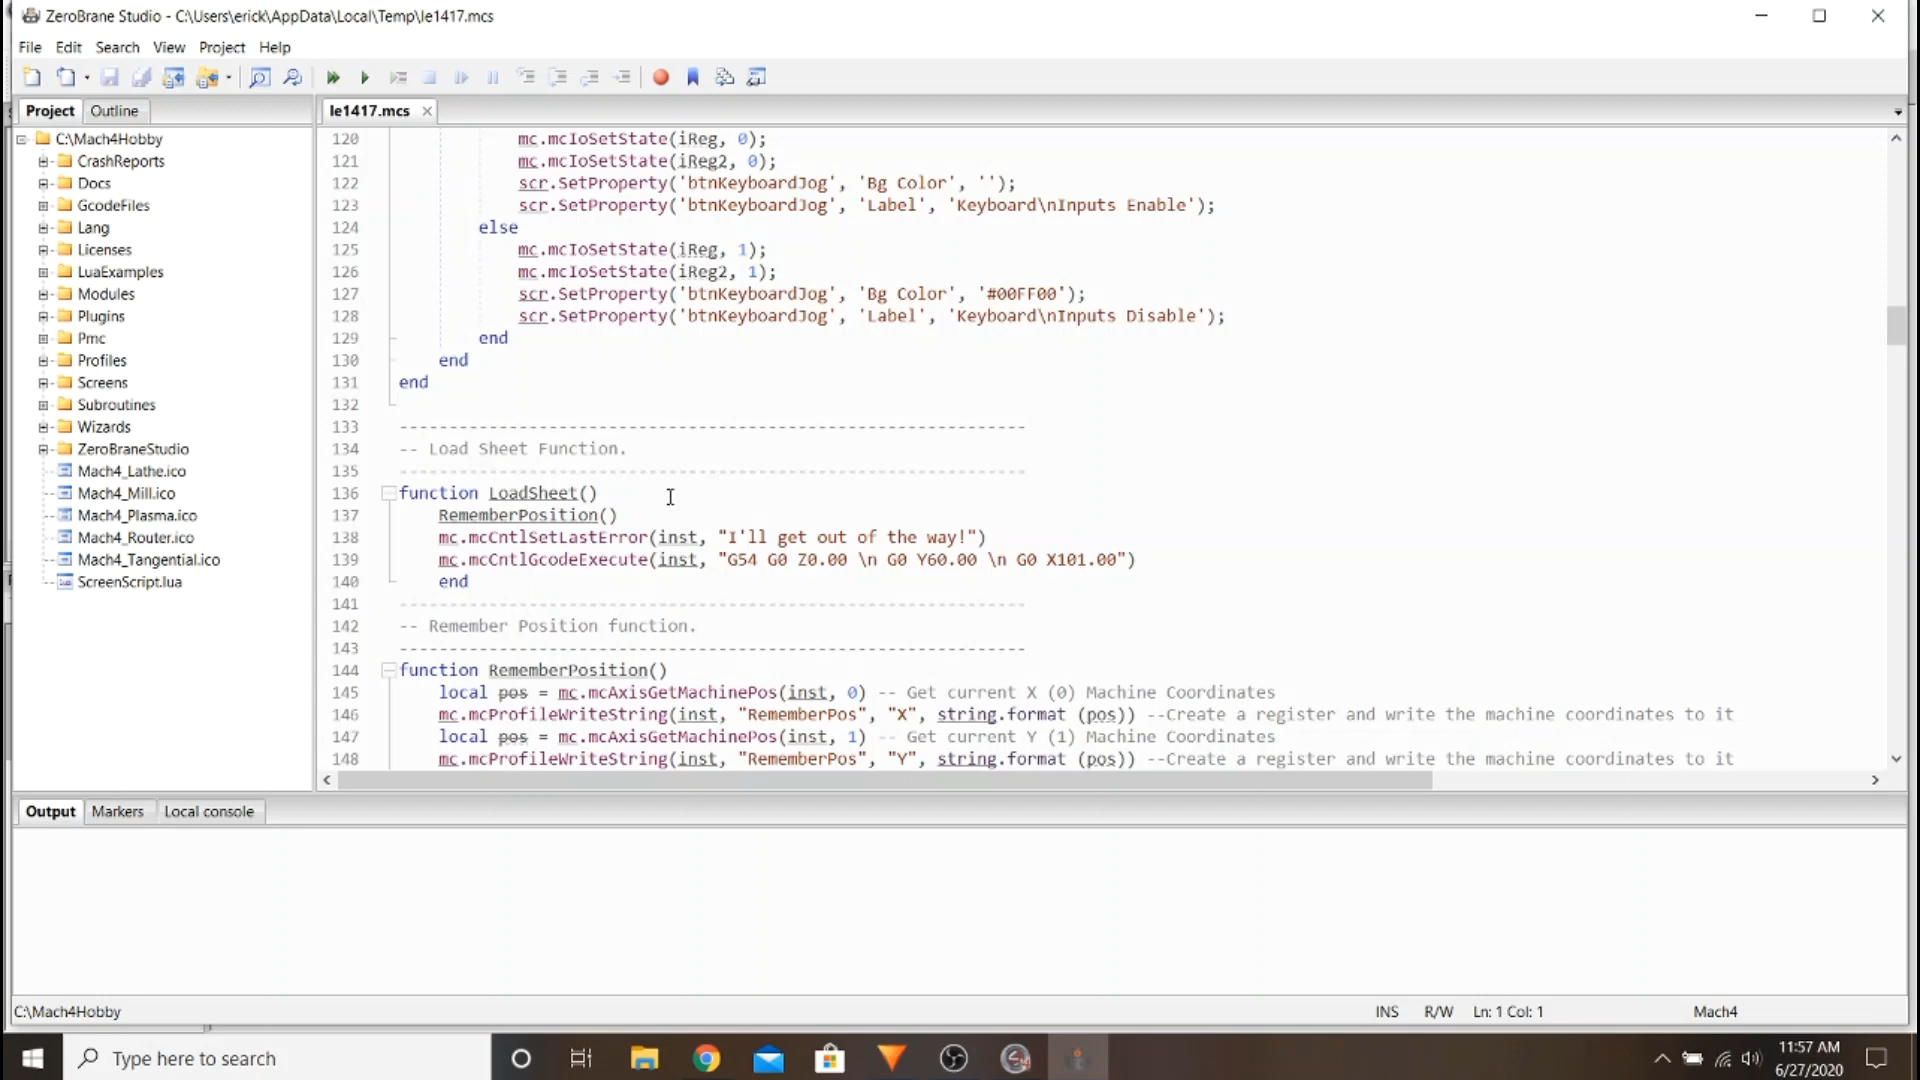 ZeroBrane Studio - C:\Users\erick\AppData\Local\Temp\le1417.mcs
File Edit Search View Project Help
Project Outline
le1417.mcs
C:\Mach4Hobby
CrashReports
Docs
GcodeFiles
Lang
Licenses
LuaExamples
Modules
Plugins
Pmc
Profiles
Screens
Subroutines
Wizards
ZeroBraneStudio
Mach4_Lathe.ico
Mach4_Mill.ico
Mach4_Plasma.ico
Mach4_Router.ico
Mach4_Tangential.ico
ScreenScript.lua
120 mc.mcIoSetState(iReg, 0);
121 mc.mcIoSetState(iReg2, 0);
122 scr.SetProperty('btnKeyboardJog', 'Bg Color', '');
123 scr.SetProperty('btnKeyboardJog', 'Label', 'Keyboard\nInputs Enable');
124 else
125 mc.mcIoSetState(iReg, 1);
126 mc.mcIoSetState(iReg2, 1);
127 scr.SetProperty('btnKeyboardJog', 'Bg Color', '#00FF00');
128 scr.SetProperty('btnKeyboardJog', 'Label', 'Keyboard\nInputs Disable');
129 end
130 end
131 end
132
133 ---------------------------------------------------------------
134 -- Load Sheet Function.
135 ---------------------------------------------------------------
136 function LoadSheet()
137 RememberPosition()
138 mc.mcCntlSetLastError(inst, "I'll get out of the way!")
139 mc.mcCntlGcodeExecute(inst, "G54 G0 Z0.00 \n G0 Y60.00 \n G0 X101.00")
140 end
141 ---------------------------------------------------------------
142 -- Remember Position function.
143 ---------------------------------------------------------------
144 function RememberPosition()
145 local pos = mc.mcAxisGetMachinePos(inst, 0) -- Get current X (0) Machine Coordinates
146 mc.mcProfileWriteString(inst, "RememberPos", "X", string.format (pos)) --Create a register and write the machine coordinates to it
147 local pos = mc.mcAxisGetMachinePos(inst, 1) -- Get current Y (1) Machine Coordinates
148 mc.mcProfileWriteString(inst, "RememberPos", "Y", string.format (pos)) --Create a register and write the machine coordinates to it
Output Markers Local console
C:\Mach4Hobby INS R/W Ln: 1 Col: 1 Mach4
Type here to search
11:57 AM
6/27/2020